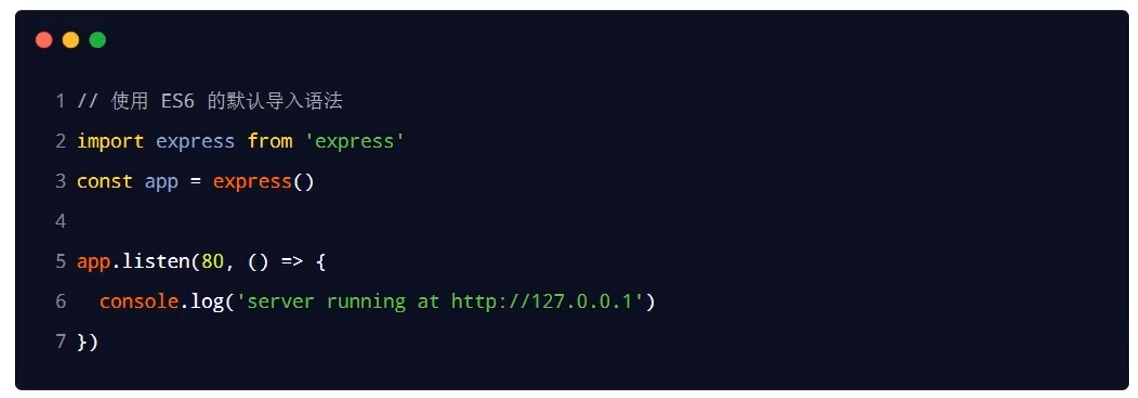 1 // 使用 ES6 的默认导入语法
2 import express from 'express'
3 const app = express()
4
5 app.listen(80, () => {
6   console.log('server running at http://127.0.0.1')
7 })